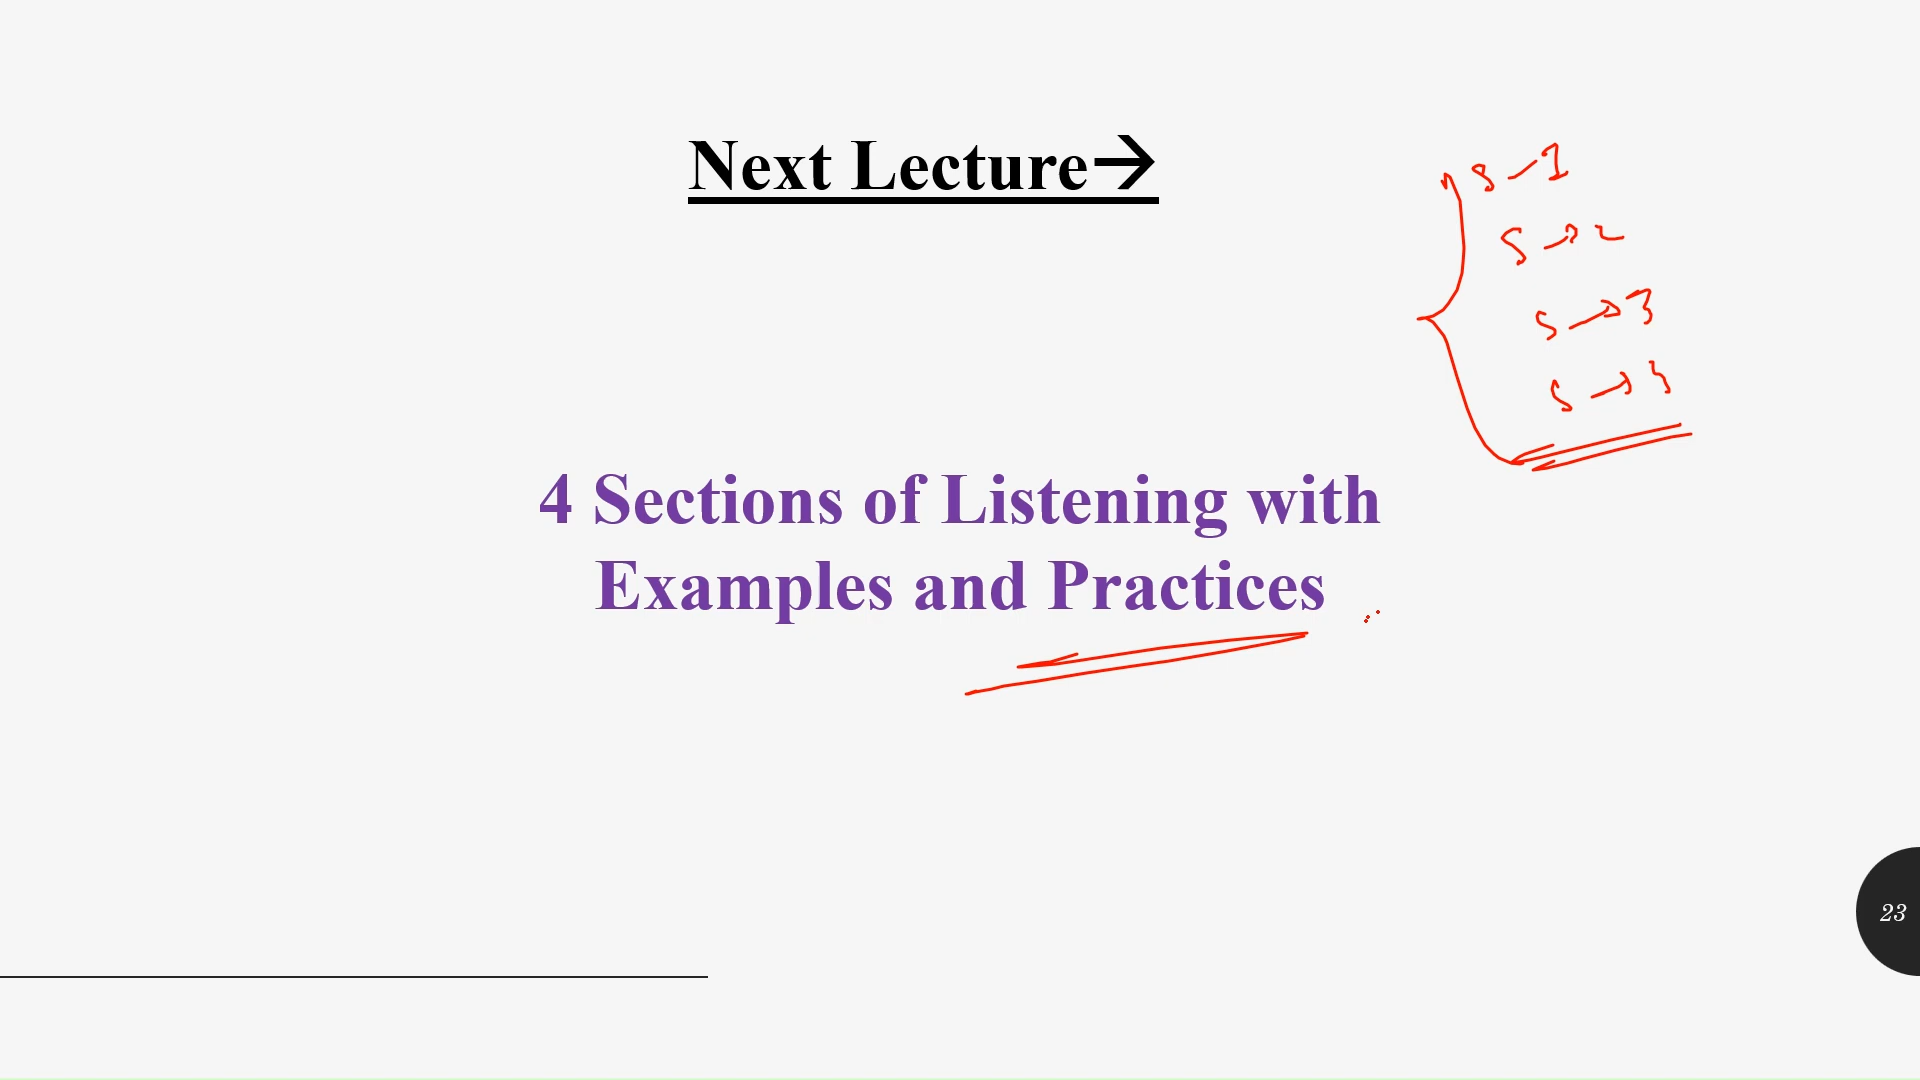 Next Lecture→
S → 1
S → 2
S → 3
S → 4
4 Sections of Listening with
Examples and Practices
23